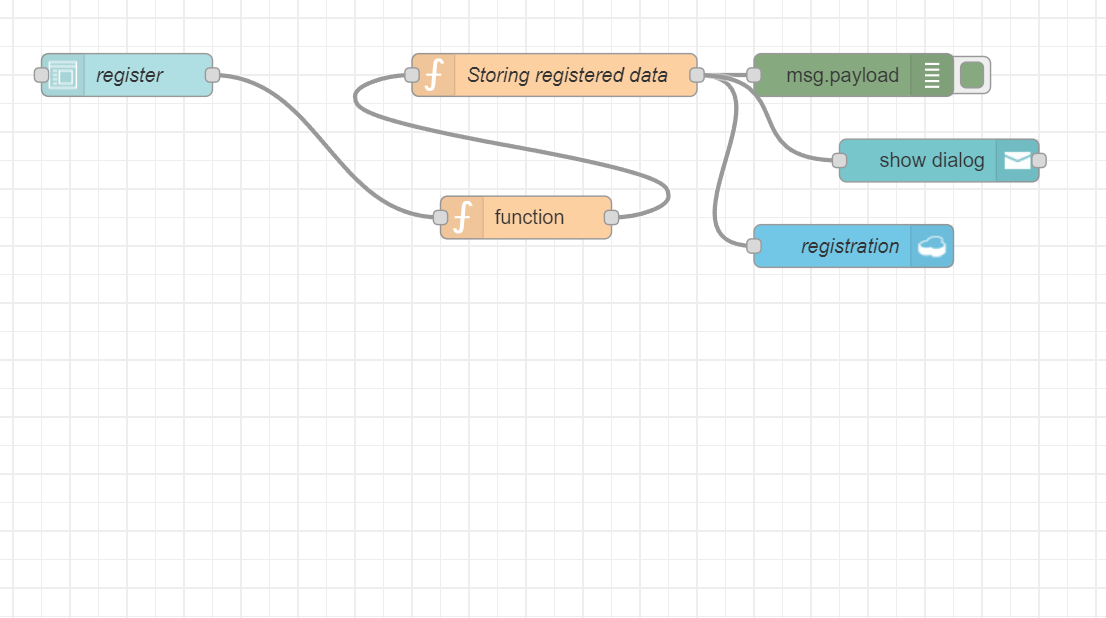 register
Storing registered data
msg.payload
show dialog
function
registration